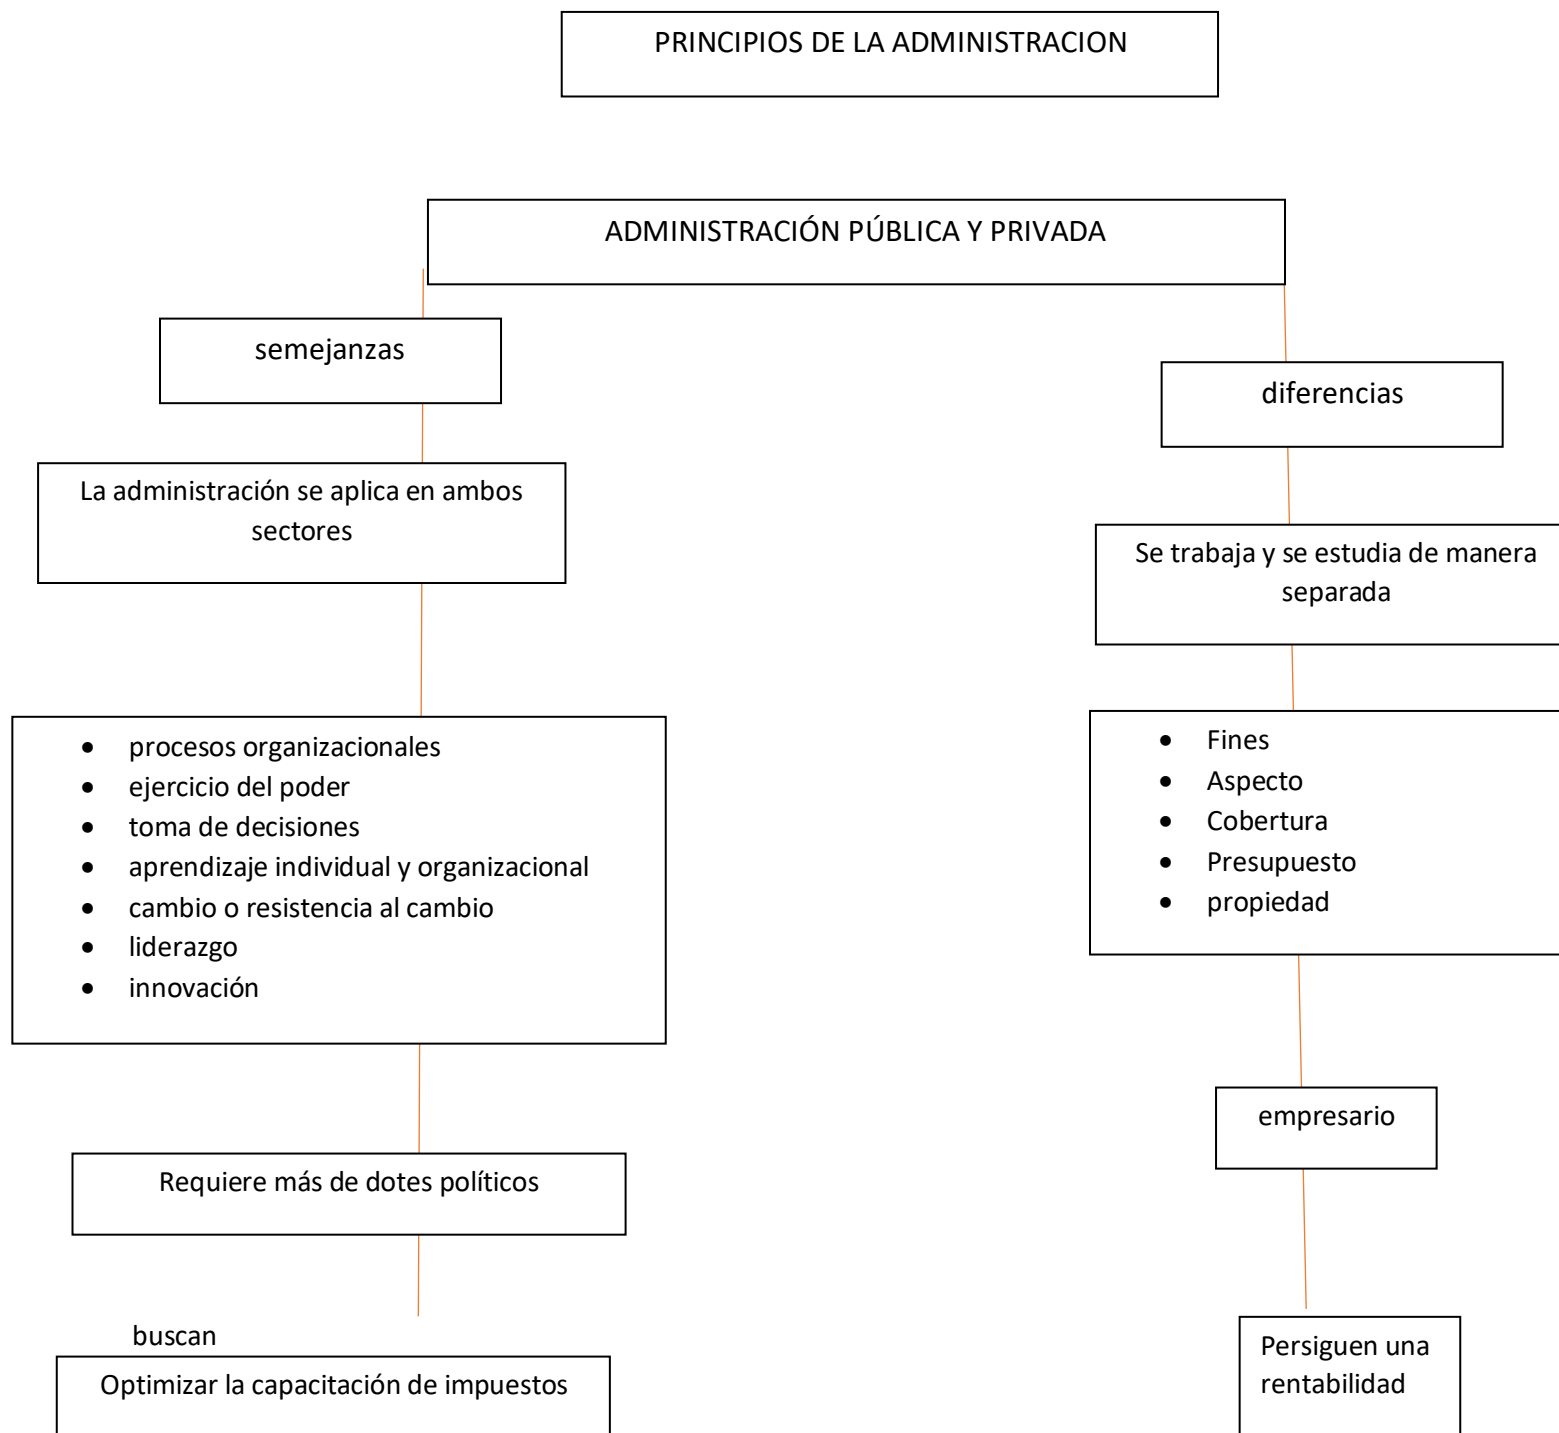 PRINCIPIOS DE LA ADMINISTRACION
ADMINISTRACIÓN PÚBLICA Y PRIVADA
semejanzas
La administración se aplica en ambos
sectores
• procesos organizacionales
• ejercicio del poder
• toma de decisiones
• aprendizaje individual y organizacional
• cambio o resistencia al cambio
• liderazgo
• innovación
Requiere más de dotes políticos
buscan
Optimizar la capacitación de impuestos
diferencias
Se trabaja y se estudia de manera
separada
• Fines
• Aspecto
• Cobertura
• Presupuesto
• propiedad
empresario
Persiguen una
rentabilidad